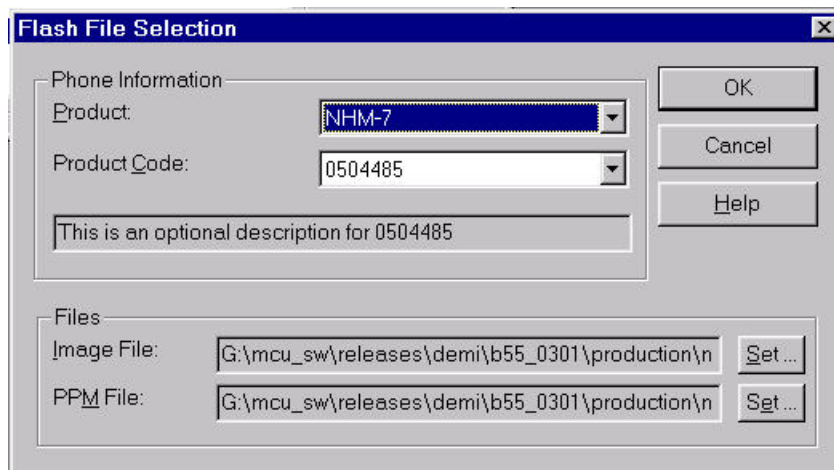 Flash File Selection
Phone Information
Product:
NHM-7
Product Code:
0504485
This is an optional description for 0504485
OK
Cancel
Help
Files
Image File:
G:\mcu_sw\releases\demi\b55_0301\production\n
Set ...
PPM File:
G:\mcu_sw\releases\demi\b55_0301\production\n
Set ...